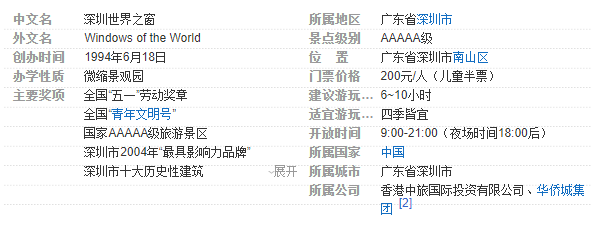 中文名 深圳世界之窗
外文名 Windows of the World
创办时间 1994年6月18日
办学性质 微缩景观园
主要奖项 全国“五一”劳动奖章
全国“青年文明号”
国家AAAAA级旅游景区
深圳市2004年“最具影响力品牌”
深圳市十大历史性建筑 展开
所属地区 广东省深圳市
景点级别 AAAAA级
位 置 广东省深圳市南山区
门票价格 200元/人（儿童半票）
建议游玩... 6~10小时
适宜游玩... 四季皆宜
开放时间 9:00-21:00（夜场时间18:00后）
所属国家 中国
所属城市 广东省深圳市
所属公司 香港中旅国际投资有限公司、华侨城集
团 [2]